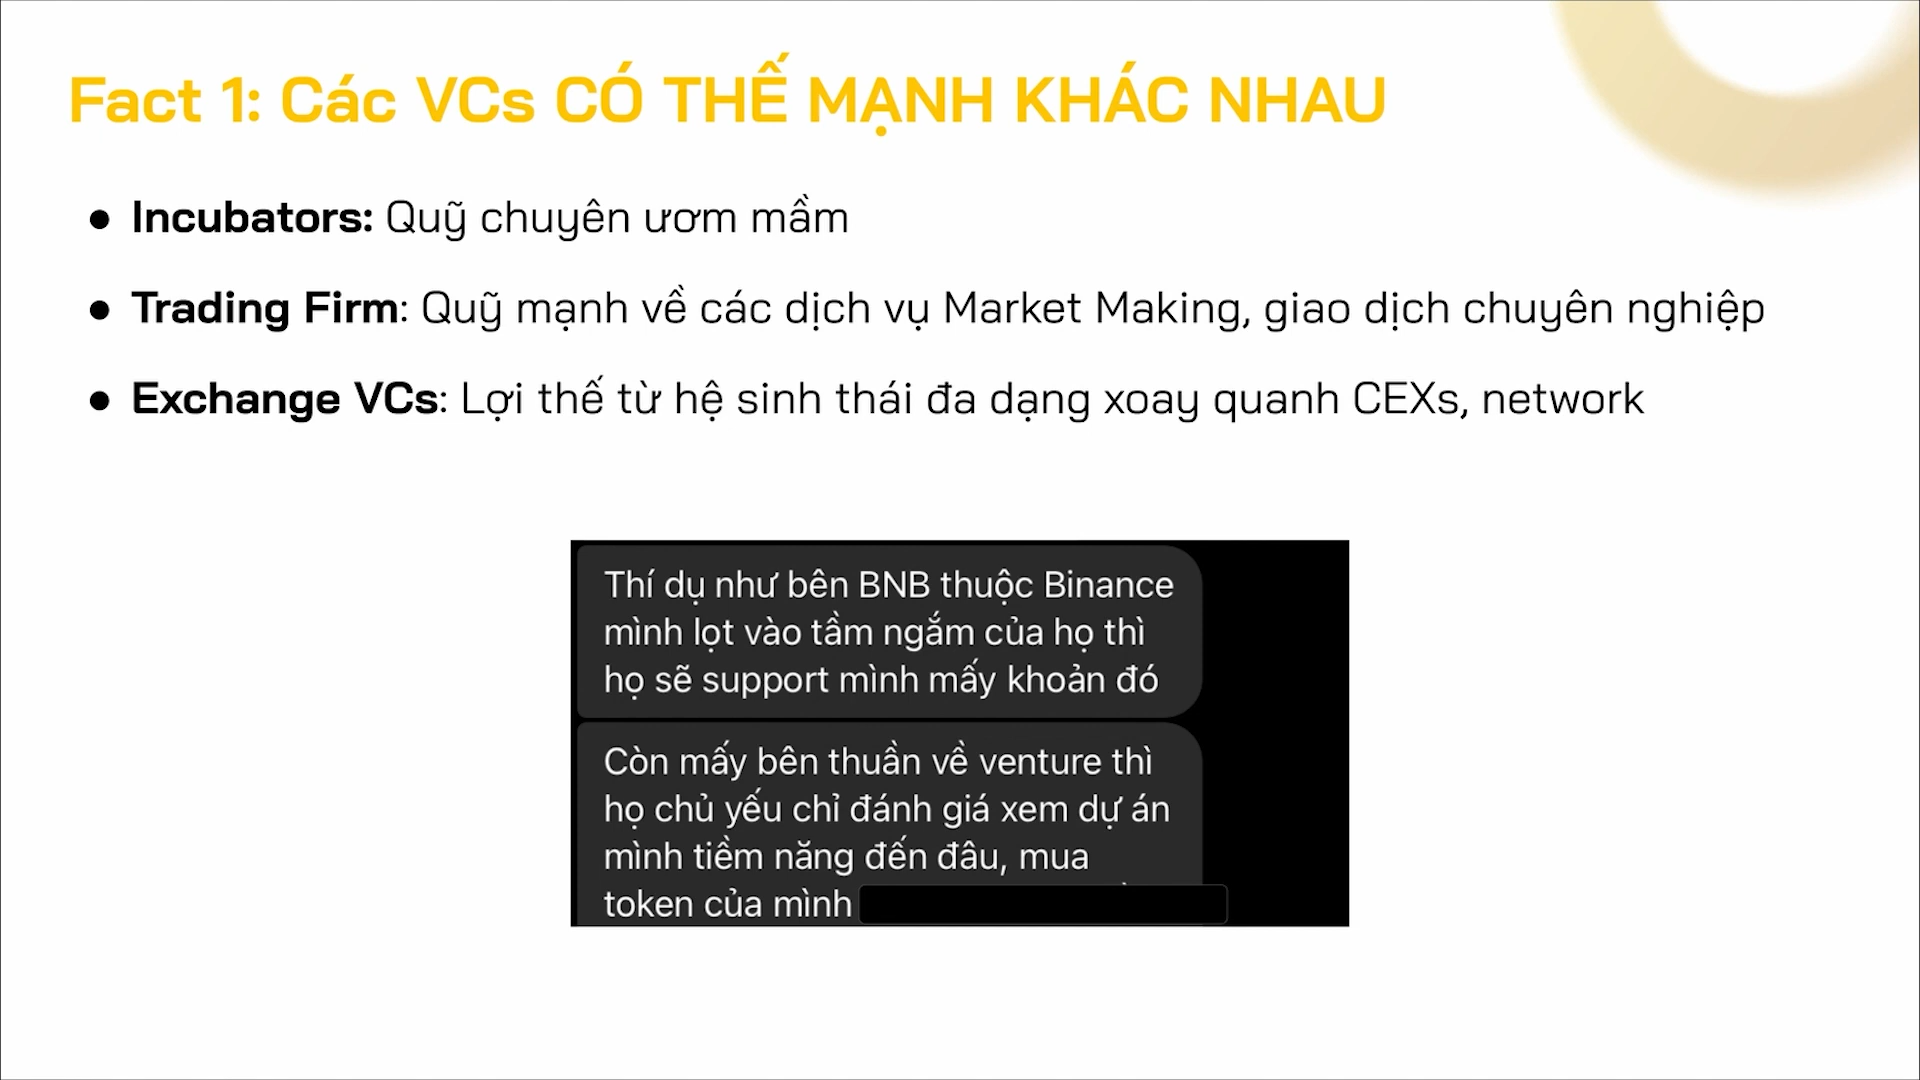 Fact 1: Các VCs CÓ THẾ MẠNH KHÁC NHAU
● Incubators: Quỹ chuyên ươm mầm
● Trading Firm: Quỹ mạnh về các dịch vụ Market Making, giao dịch chuyên nghiệp
● Exchange VCs: Lợi thế từ hệ sinh thái đa dạng xoay quanh CEXs, network
Thí dụ như bên BNB thuộc Binance
mình lọt vào tầm ngắm của họ thì
họ sẽ support mình mấy khoản đó
Còn mấy bên thuần về venture thì
họ chủ yếu chỉ đánh giá xem dự án
mình tiềm năng đến đâu, mua
token của mình